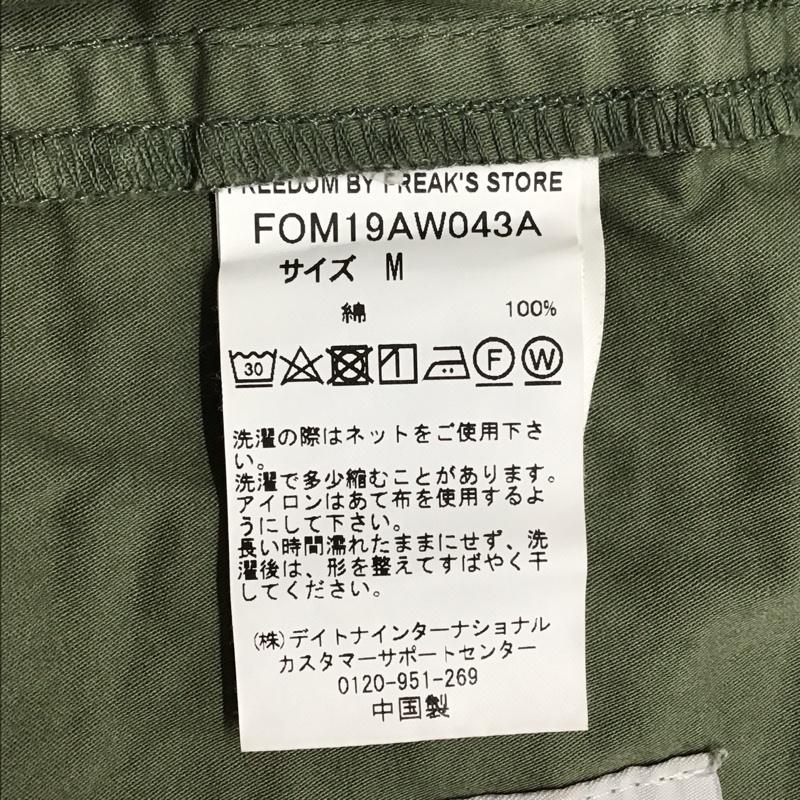 FREEDOM BY FREAK'S STORE
FOM19AW043A
サイズ M
綿 100%
30 F W
洗濯の際はネットをご使用下さ
い。
洗濯で多少縮むことがあります。
アイロンはあて布を使用するよ
うにして下さい。
長い時間濡れたままにせず、洗
濯後は、形を整えてすばやく干
してください。
(株)デイトナインターナショナル
カスタマーサポートセンター
0120-951-269
中国製